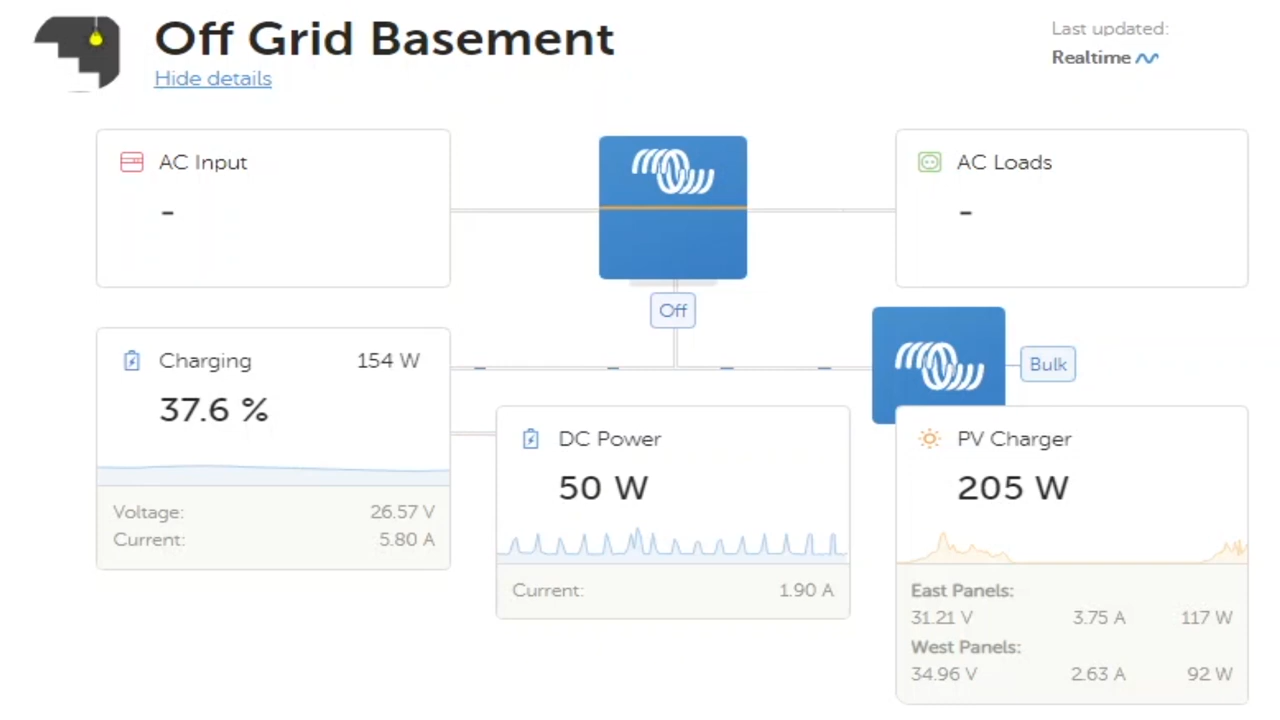 Off Grid Basement
Hide details
Last updated:
Realtime
AC Input
-
AC Loads
-
Off
Charging 154 W
37.6 %
Voltage: 26.57 V
Current: 5.80 A
Bulk
DC Power
50 W
Current: 1.90 A
PV Charger
205 W
East Panels:
31.21 V 3.75 A 117 W
West Panels:
34.96 V 2.63 A 92 W